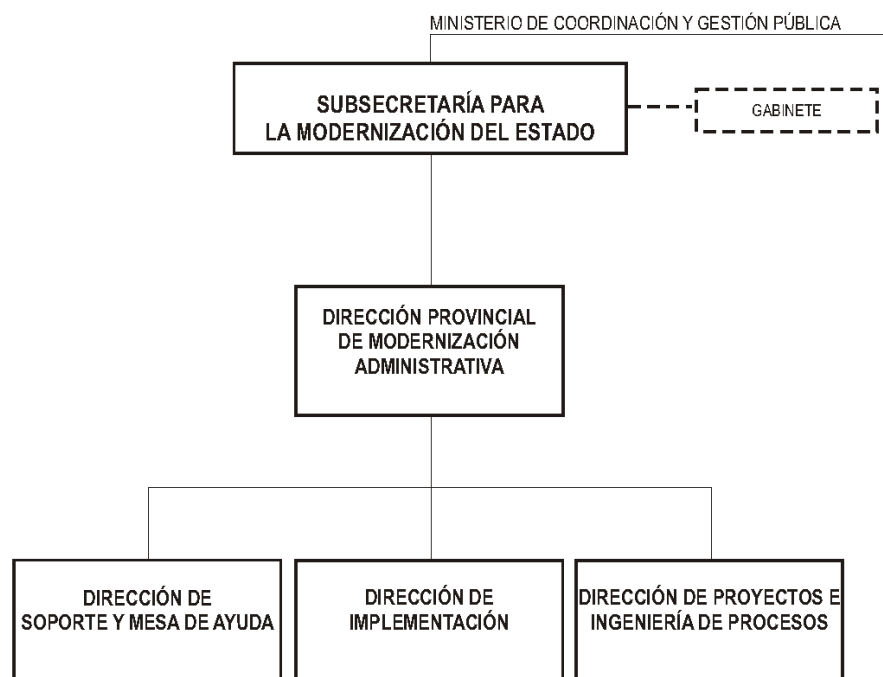 MINISTERIO DE COORDINACIÓN Y GESTIÓN PÚBLICA
SUBSECRETARÍA PARA
LA MODERNIZACIÓN DEL ESTADO
GABINETE
DIRECCIÓN PROVINCIAL
DE MODERNIZACIÓN
ADMINISTRATIVA
DIRECCIÓN DE
SOPORTE Y MESA DE AYUDA
DIRECCIÓN DE
IMPLEMENTACIÓN
DIRECCIÓN DE PROYECTOS E
INGENIERÍA DE PROCESOS